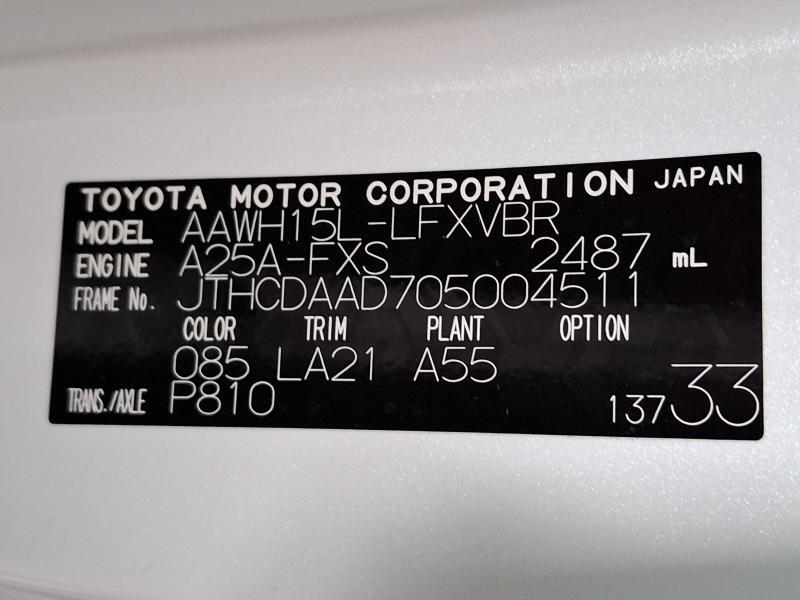 TOYOTA MOTOR CORPORATION JAPAN
MODEL AAWH15L-LFXVBR
ENGINE A25A-FXS 2487 mL
FRAME No. JTHCDAAD705004511
COLOR TRIM PLANT OPTION
085 LA21 A55
TRANS./AXLE P810 13733